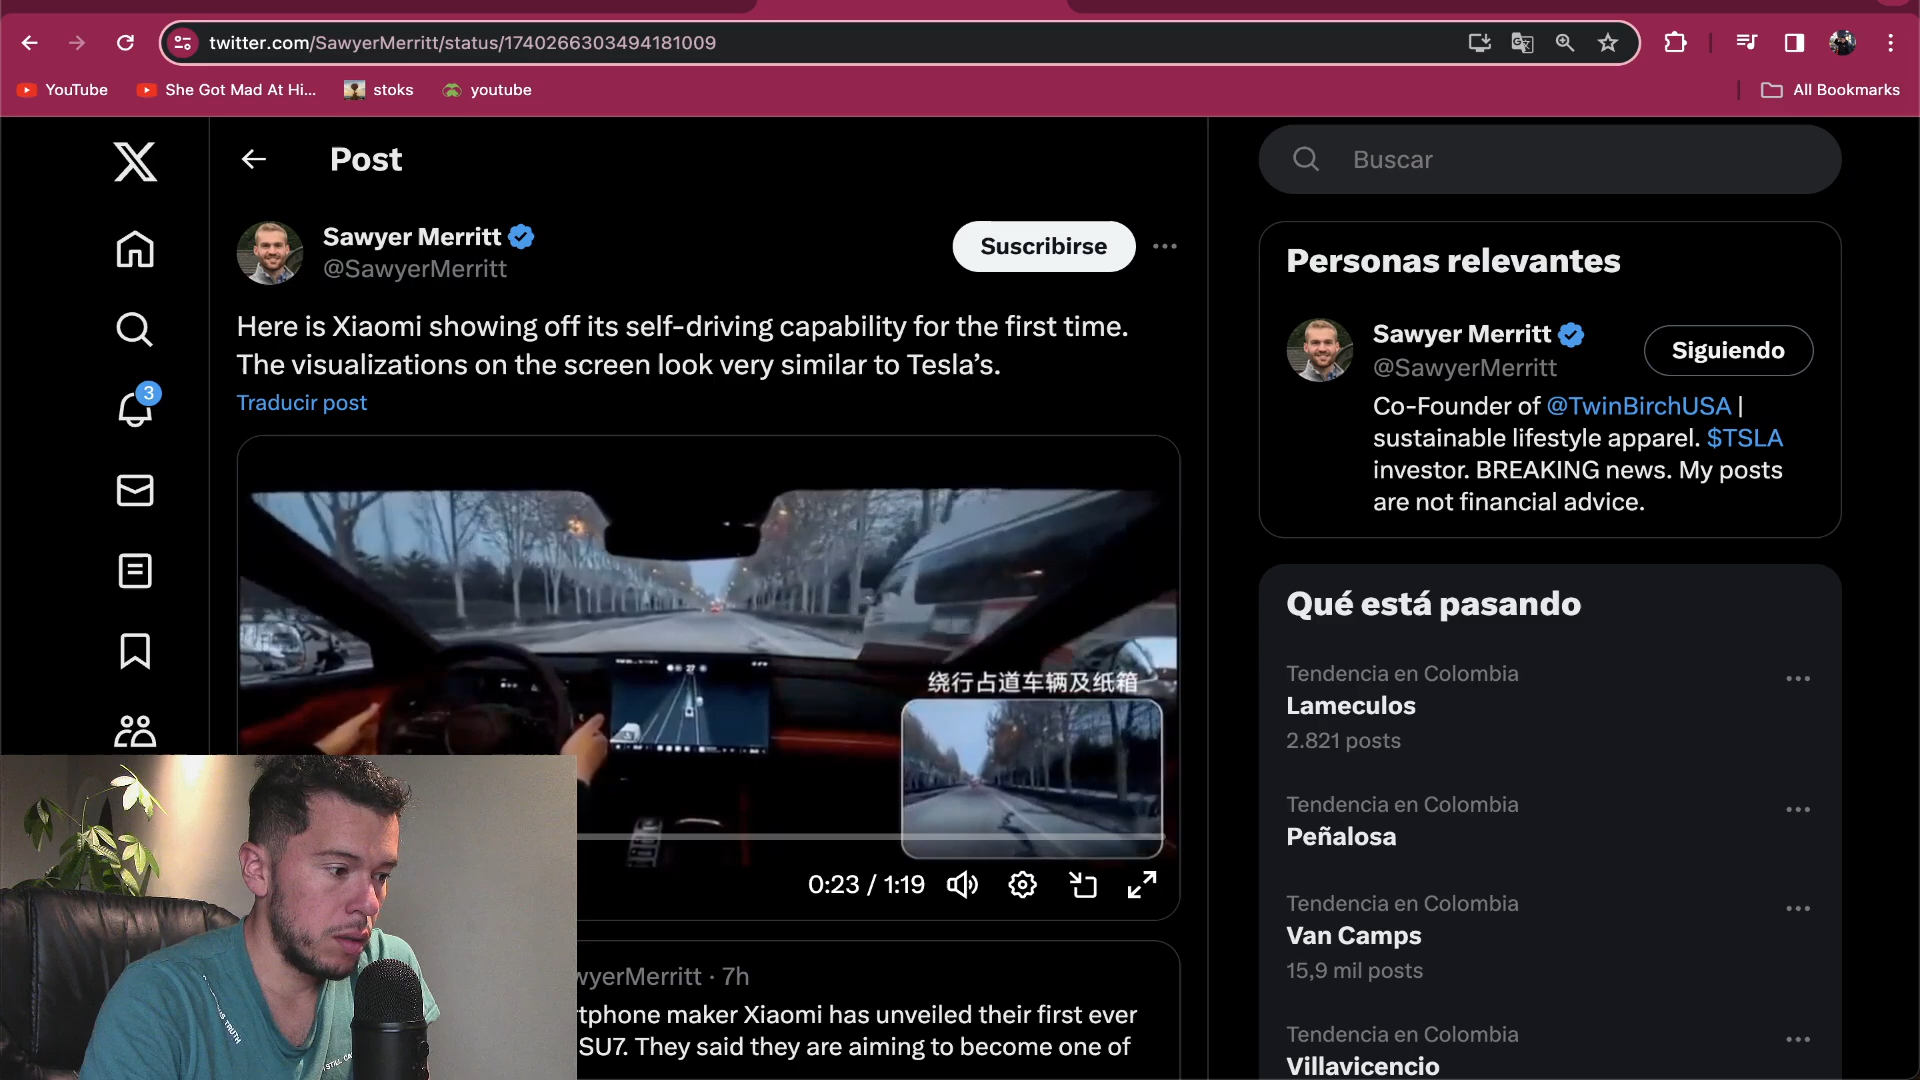 twitter.com/SawyerMerritt/status/1740266303494181009
YouTube
She Got Mad At Hi...
stoks
youtube
All Bookmarks
Post
Sawyer Merritt
@SawyerMerritt
Suscribirse
Here is Xiaomi showing off its self-driving capability for the first time.
The visualizations on the screen look very similar to Tesla’s.
Traducir post
3
27
绕行占道车辆及纸箱
0:23 / 1:19
wyerMerritt · 7h
tphone maker Xiaomi has unveiled their first ever
SU7. They said they are aiming to become one of
TRUTH
STILL
Buscar
Personas relevantes
Sawyer Merritt
@SawyerMerritt
Siguiendo
Co-Founder of @TwinBirchUSA |
sustainable lifestyle apparel. $TSLA
investor. BREAKING news. My posts
are not financial advice.
Qué está pasando
Tendencia en Colombia
Lameculos
2.821 posts
Tendencia en Colombia
Peñalosa
Tendencia en Colombia
Van Camps
15,9 mil posts
Tendencia en Colombia
Villavicencio